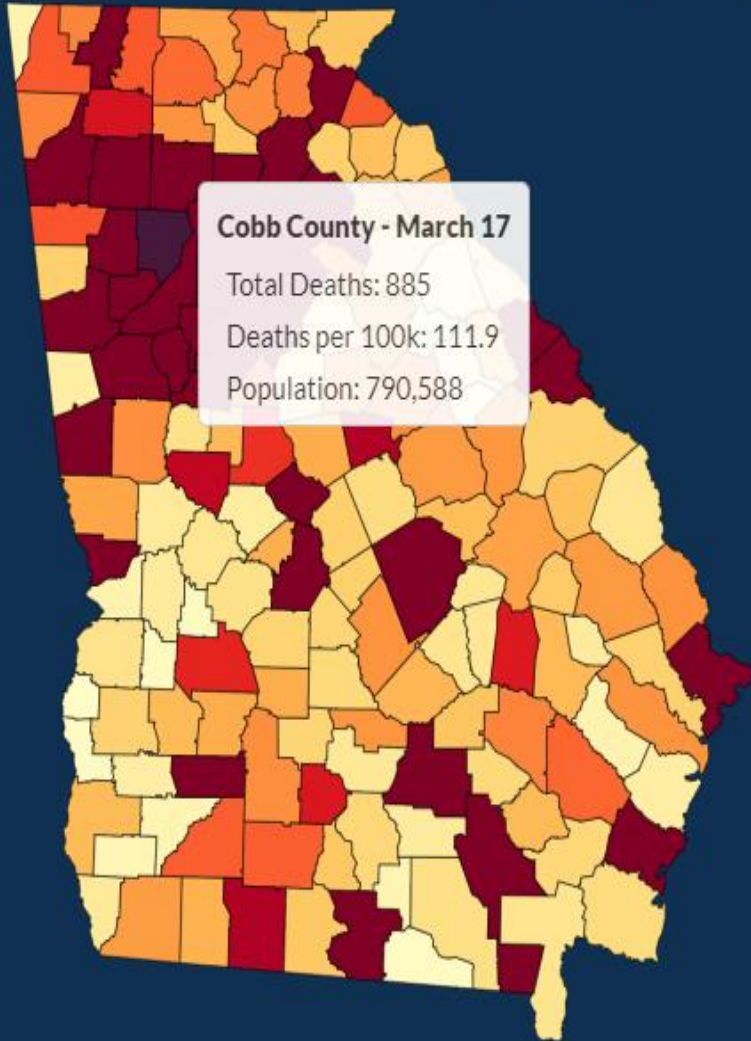 Cobb County - March 17
Total Deaths: 885
Deaths per 100k: 111.9
Population: 790,588